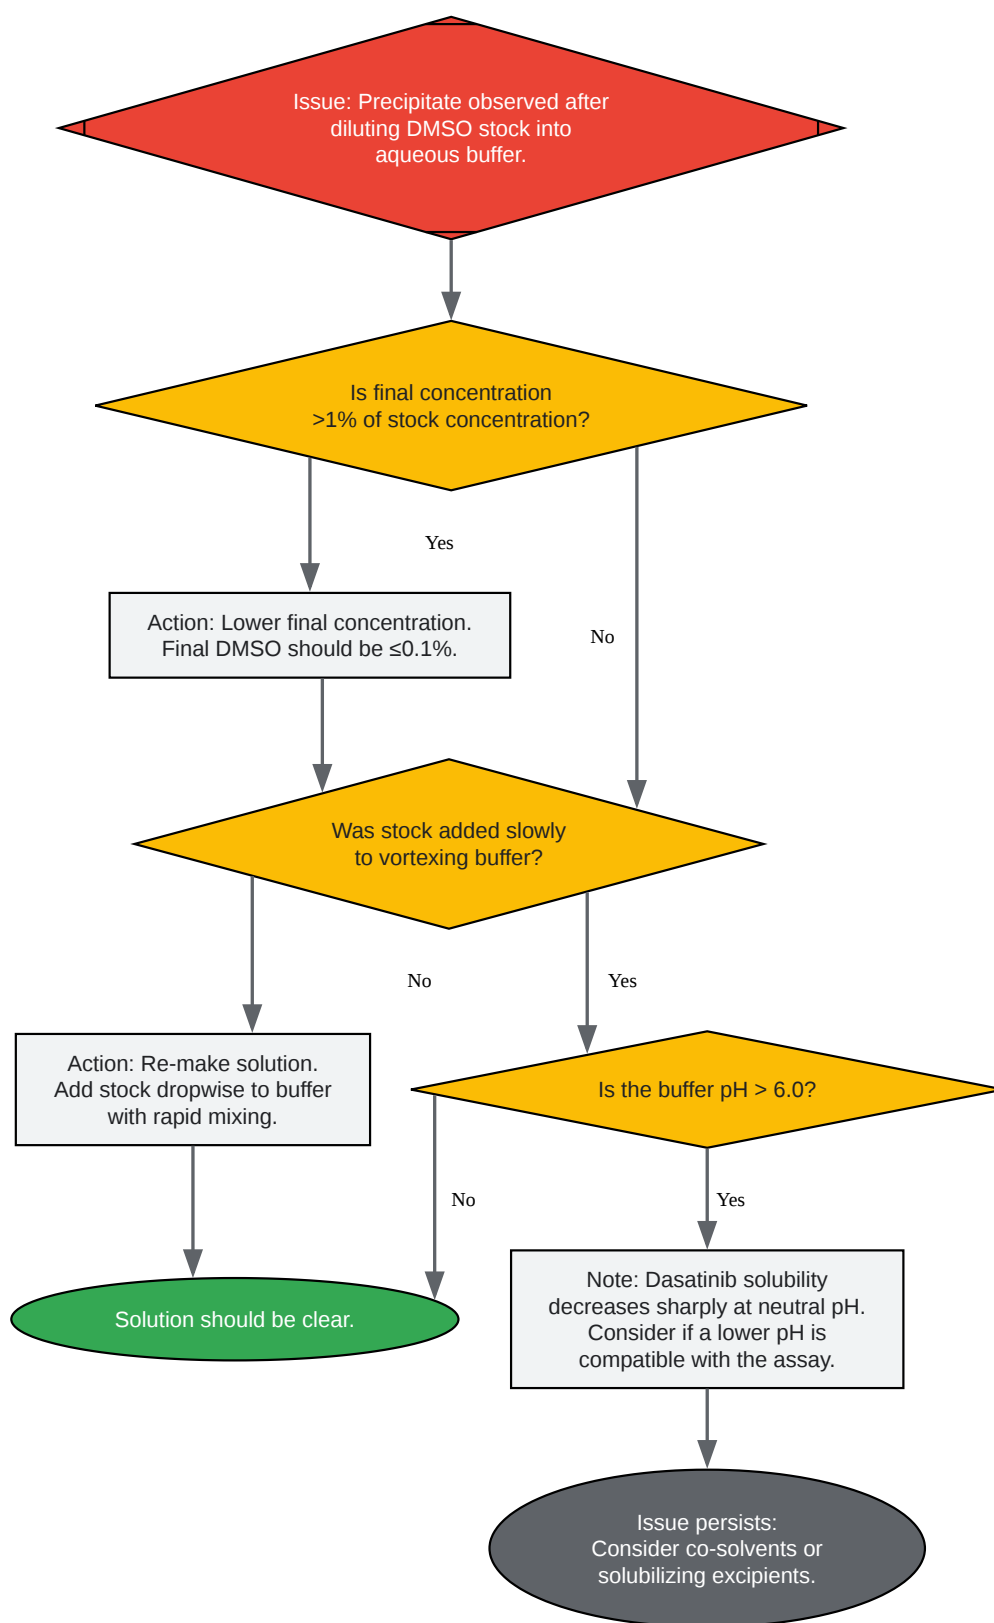 Issue: Precipitate observed after
diluting DMSO stock into
aqueous buffer.
Is final concentration
>1% of stock concentration?
Yes
Action: Lower final concentration.
Final DMSO should be ≤0.1%.
No
Was stock added slowly
to vortexing buffer?
No
Yes
Action: Re-make solution.
Add stock dropwise to buffer
with rapid mixing.
Is the buffer pH > 6.0?
No
Yes
Solution should be clear.
Note: Dasatinib solubility
decreases sharply at neutral pH.
Consider if a lower pH is
compatible with the assay.
Issue persists:
Consider co-solvents or
solubilizing excipients.